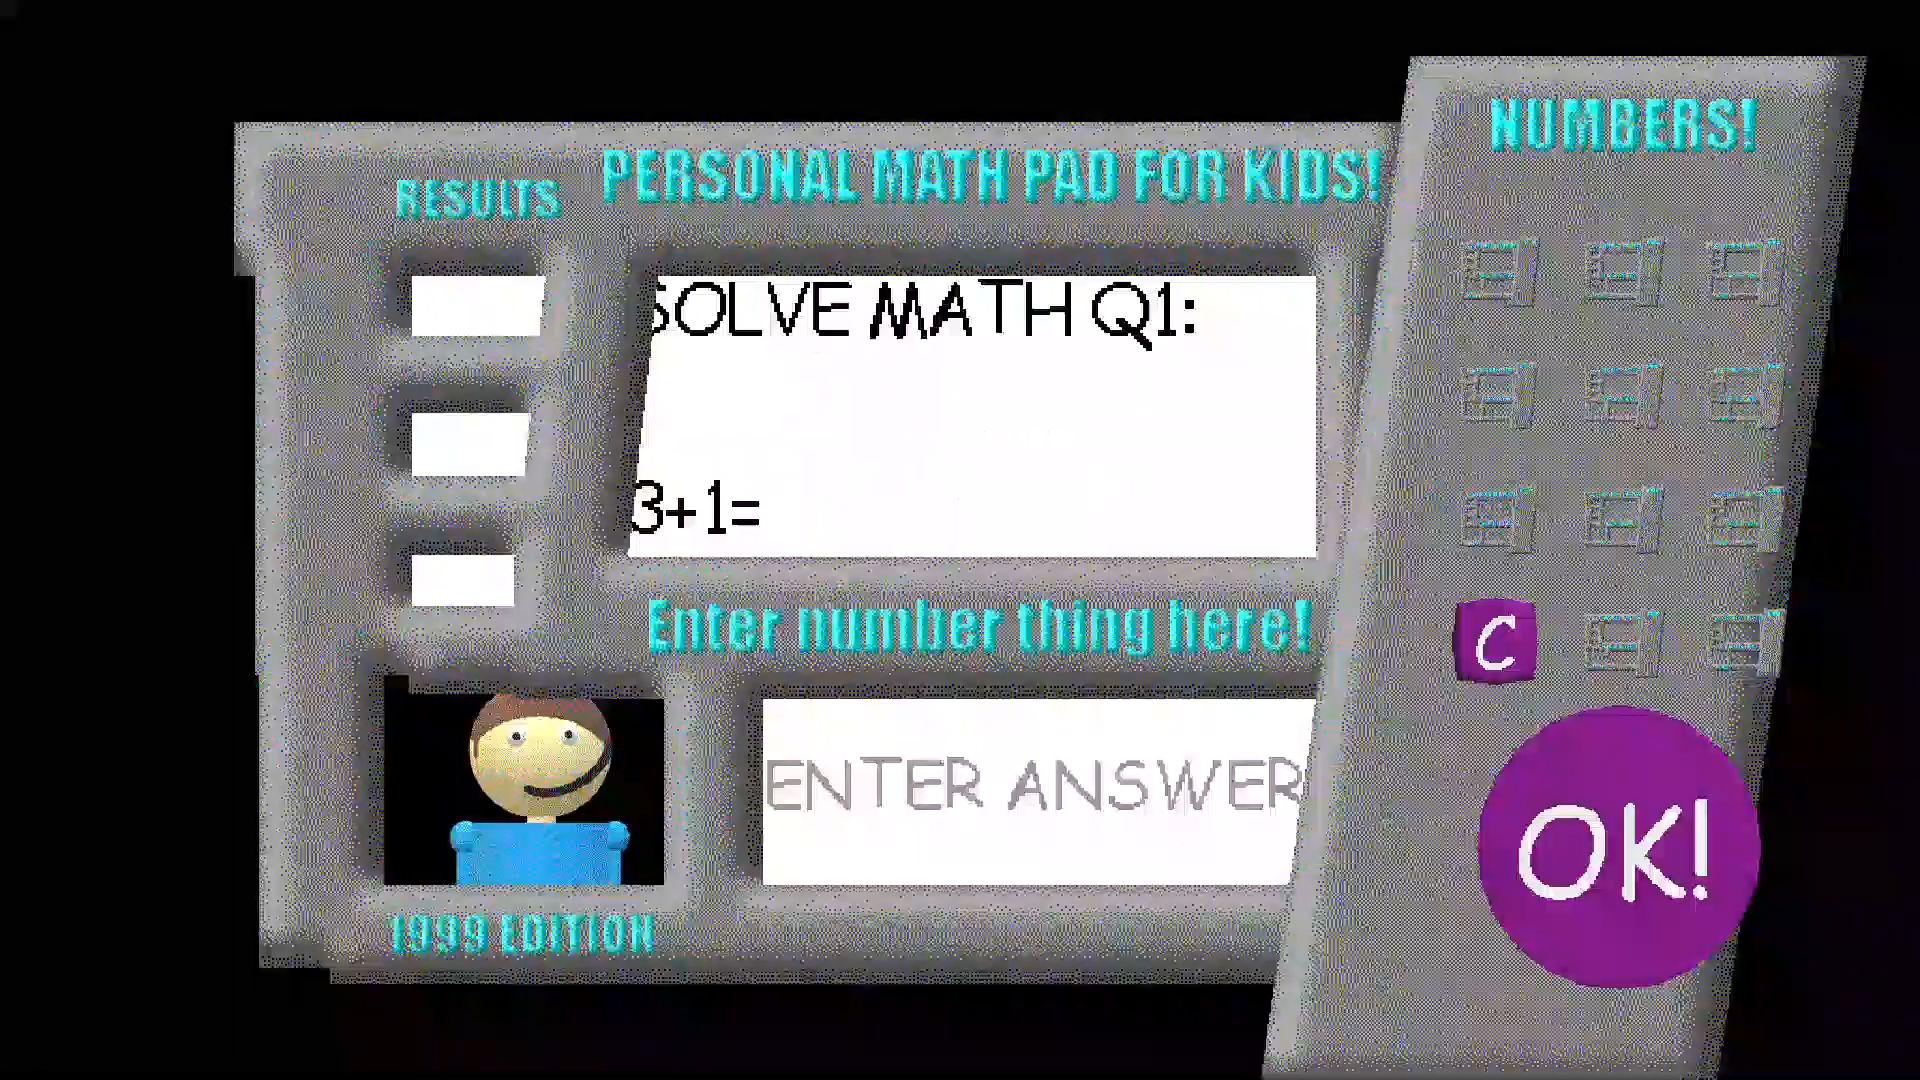 NUMBERS!
PERSONAL MATH PAD FOR KIDS!
RESULTS
SOLVE MATH Q1:
3+1=
Enter number thing here!
C
ENTER ANSWER
OK!
1999 EDITION